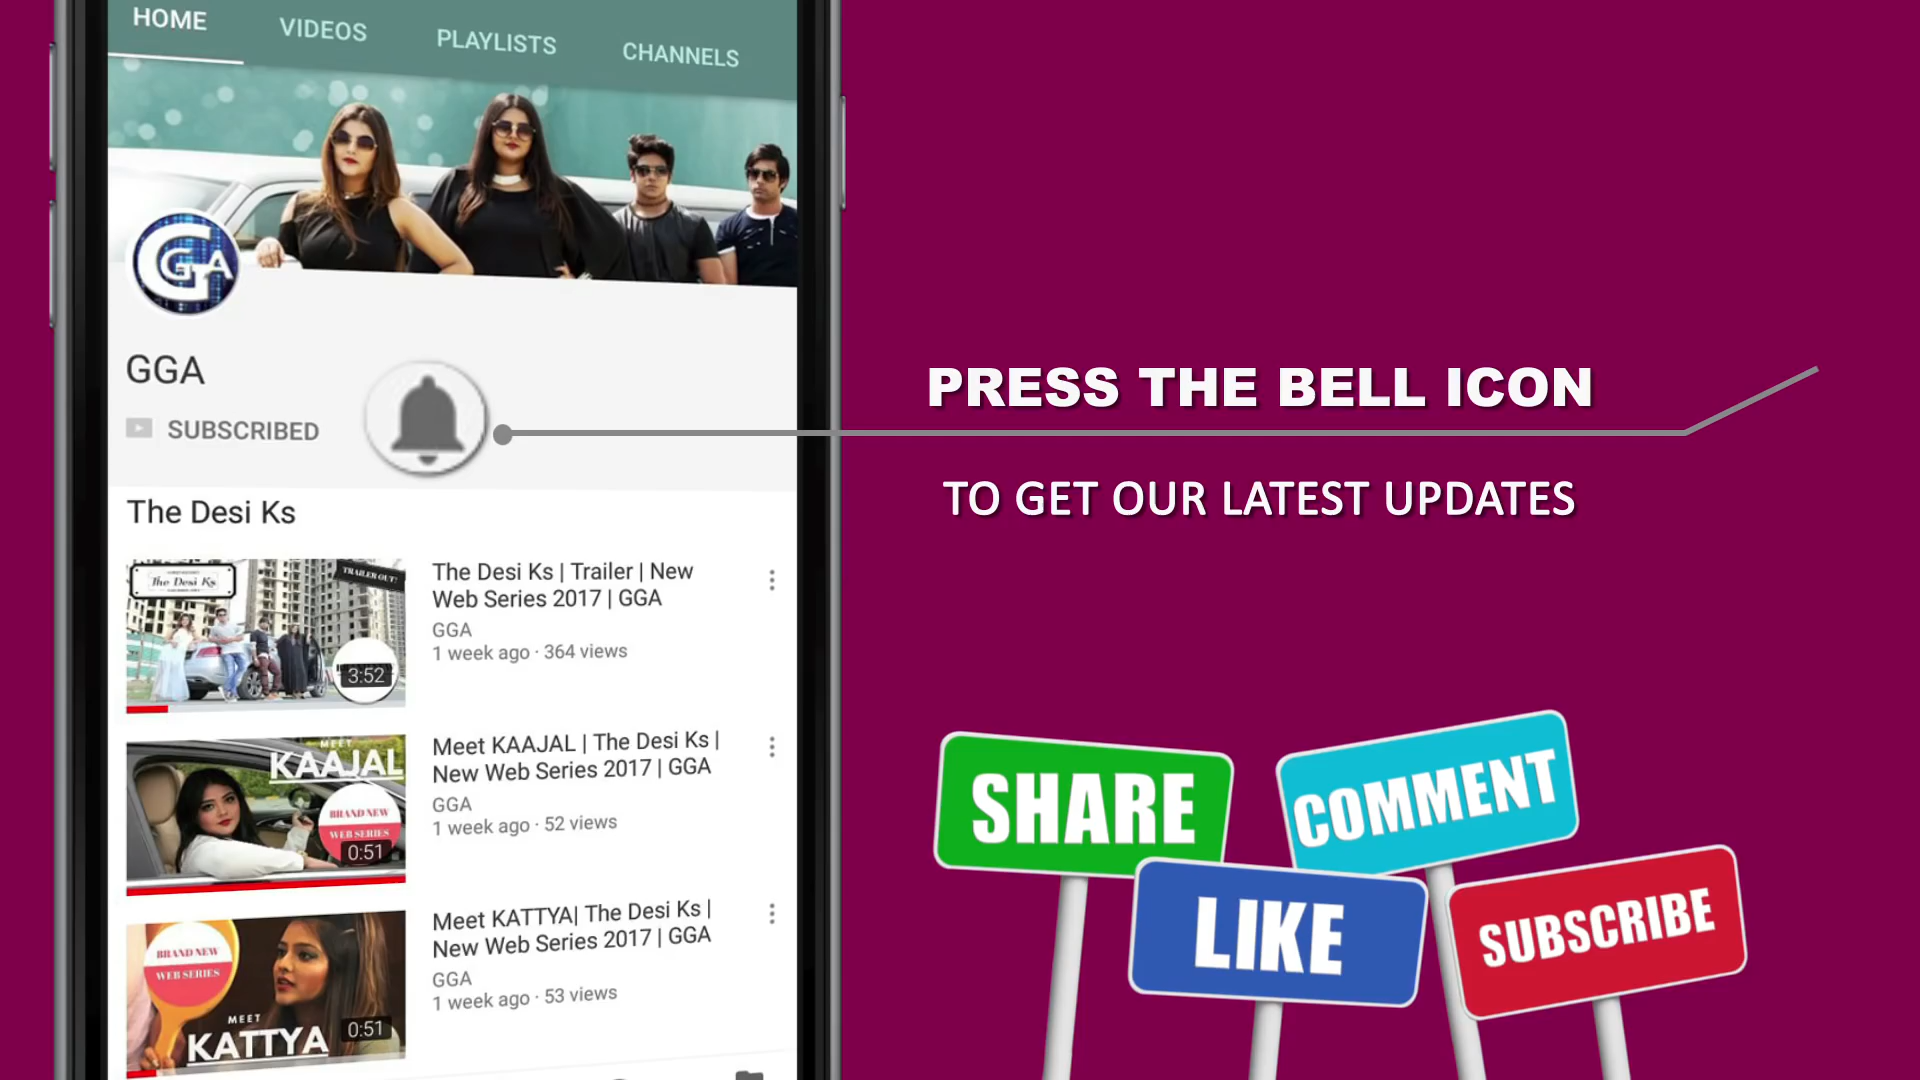 HOME VIDEOS PLAYLISTS CHANNELS
GGA
GGA
SUBSCRIBED
PRESS THE BELL ICON
TO GET OUR LATEST UPDATES
The Desi Ks
The Desi Ks
TRAILER OUT!
3:52
The Desi Ks | Trailer | New
Web Series 2017 | GGA
GGA
1 week ago · 364 views
MEET
KAAJAL
BRAND NEW
WEB SERIES
0:51
Meet KAAJAL | The Desi Ks |
New Web Series 2017 | GGA
GGA
1 week ago · 52 views
BRAND NEW
WEB SERIES
MEET
KATTYA
0:51
Meet KATTYA| The Desi Ks |
New Web Series 2017 | GGA
GGA
1 week ago · 53 views
SHARE
COMMENT
LIKE
SUBSCRIBE